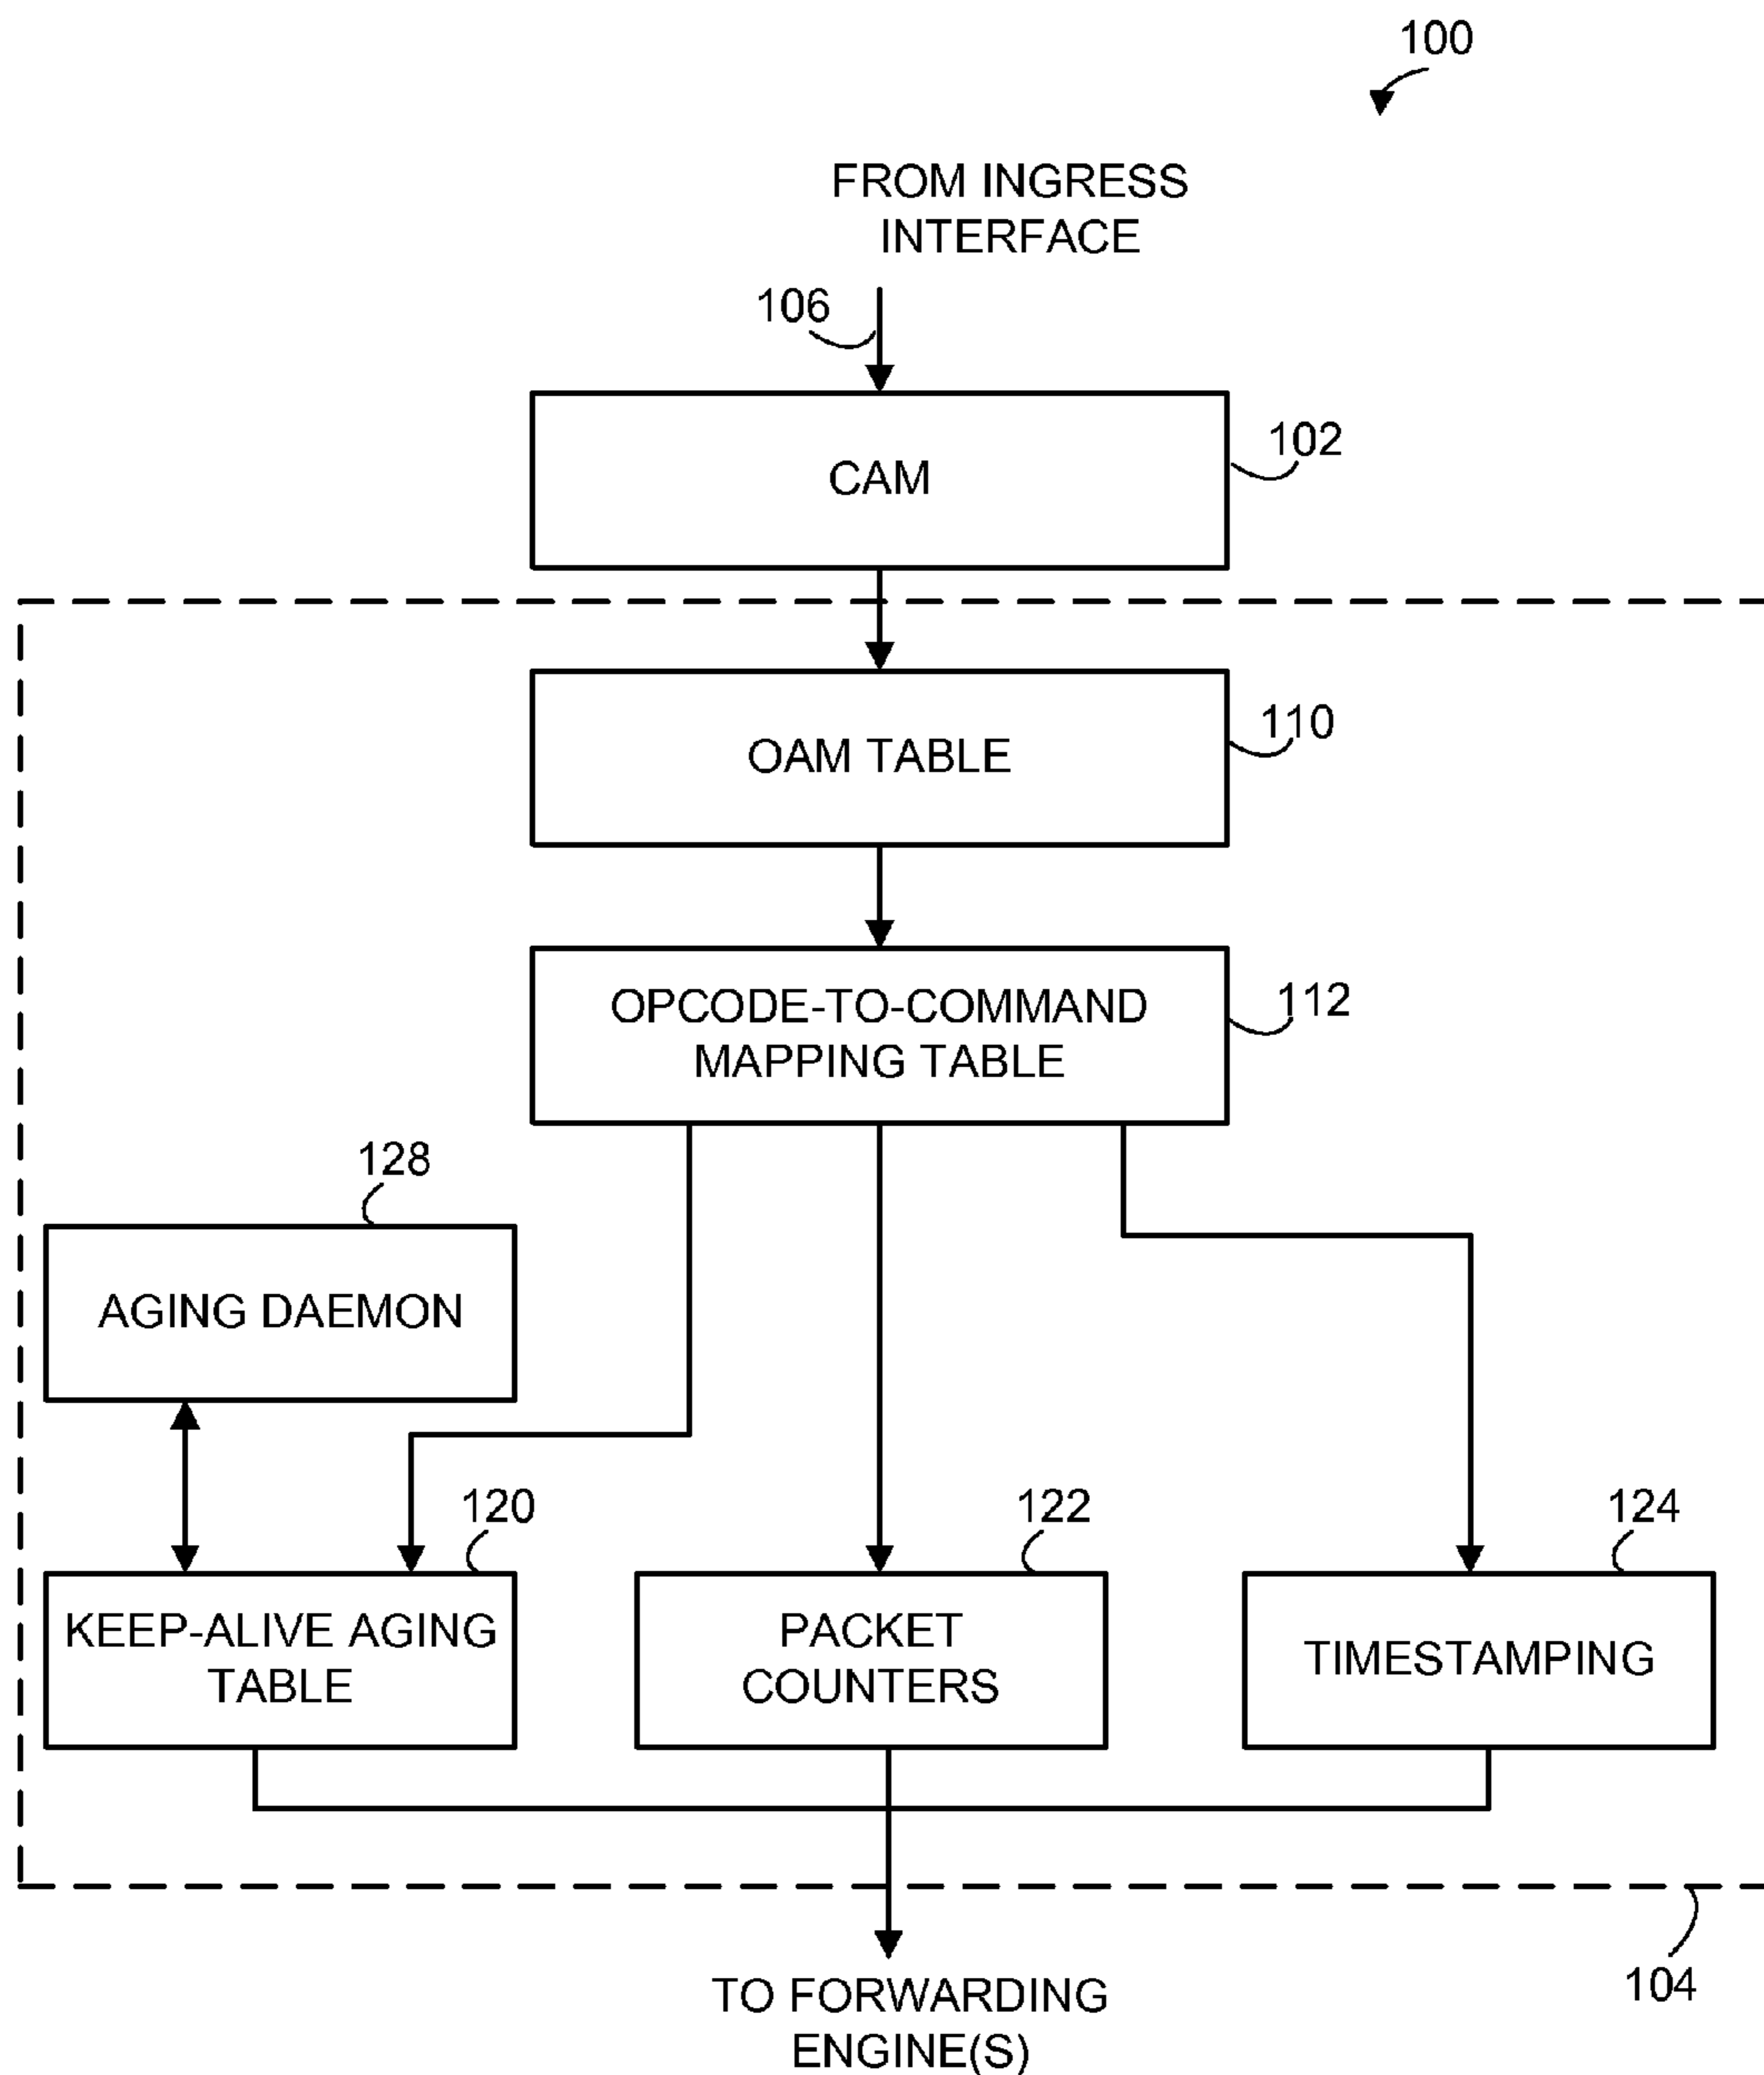 100
FROM INGRESS
INTERFACE
106
CAM
102
OAM TABLE
110
OPCODE-TO-COMMAND
MAPPING TABLE
112
128
AGING DAEMON
120
122
124
KEEP-ALIVE AGING
TABLE
PACKET
COUNTERS
TIMESTAMPING
104
TO FORWARDING
ENGINE(S)